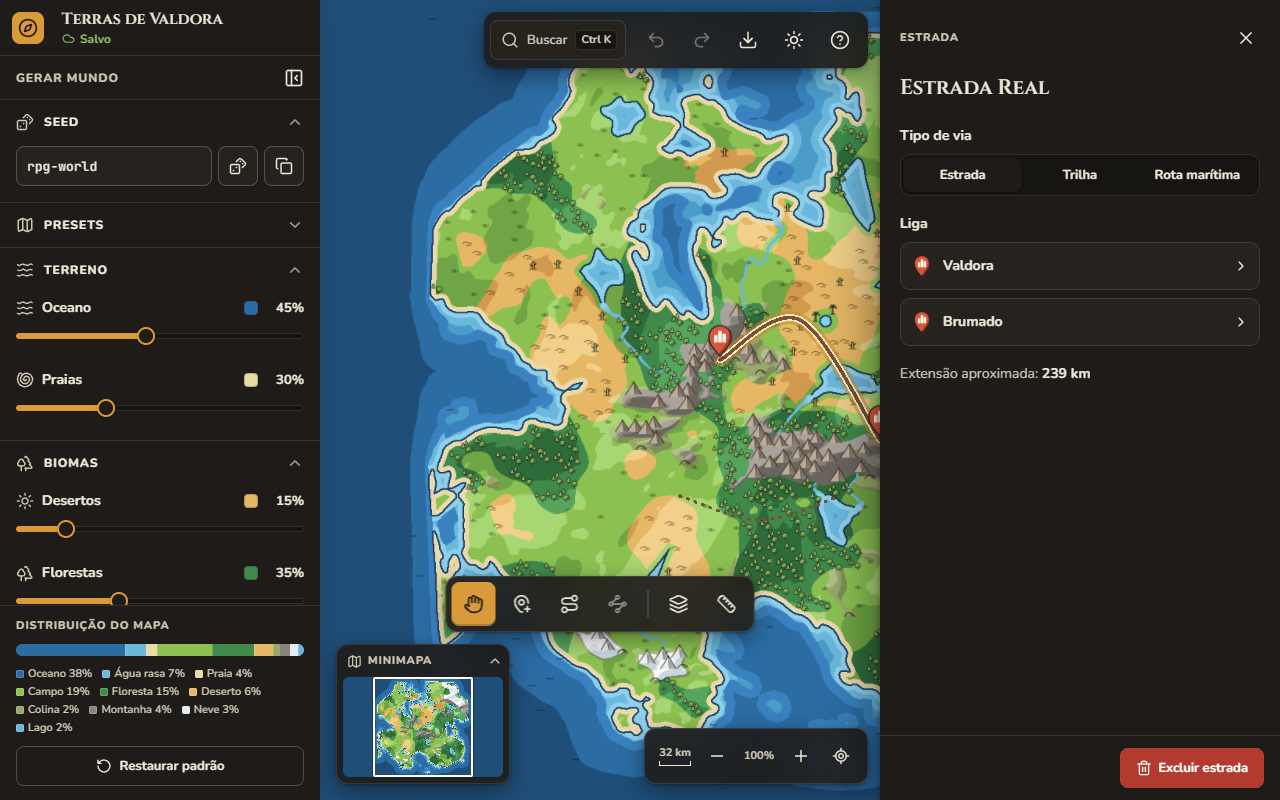 Terras de Valdora
Salvo
GERAR MUNDO
SEED
rpg-world
PRESETS
TERRENO
Oceano 45%
Praias 30%
BIOMAS
Desertos 15%
Florestas 35%
DISTRIBUIÇÃO DO MAPA
Oceano 38% Água rasa 7% Praia 4%
Campo 19% Floresta 15% Deserto 6%
Colina 2% Montanha 4% Neve 3%
Lago 2%
Restaurar padrão
Buscar Ctrl K
MINIMAPA
32 km
100%
ESTRADA
Estrada Real
Tipo de via
Estrada Trilha Rota marítima
Liga
Valdora
Brumado
Extensão aproximada: 239 km
Excluir estrada